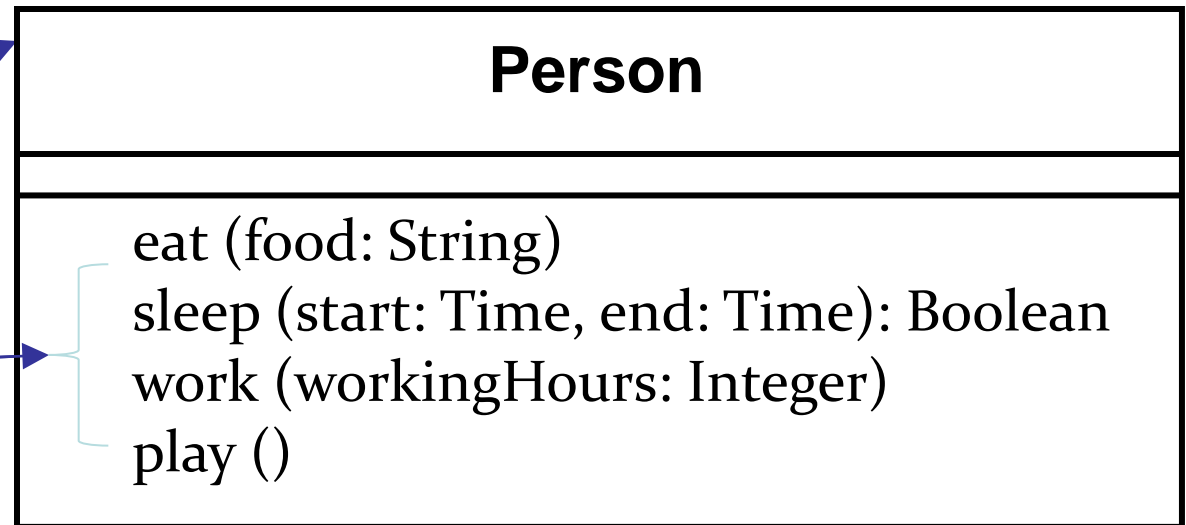 Person
eat (food: String)
sleep (start: Time, end: Time): Boolean
work (workingHours: Integer)
play ()